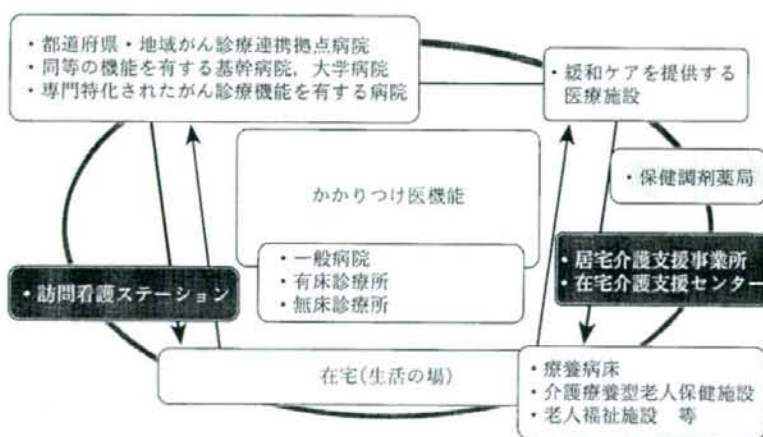 ・都道府県・地域がん診療連携拠点病院
・同等の機能を有する基幹病院,大学病院
・専門特化されたがん診療機能を有する病院
・緩和ケアを提供する
医療施設
・保健調剤薬局
かかりつけ医機能
・一般病院
・有床診療所
・無床診療所
・訪問看護ステーション
・居宅介護支援事業所
・在宅介護支援センター
在宅(生活の場)
・療養病床
・介護療養型老人保健施設
・老人福祉施設 等